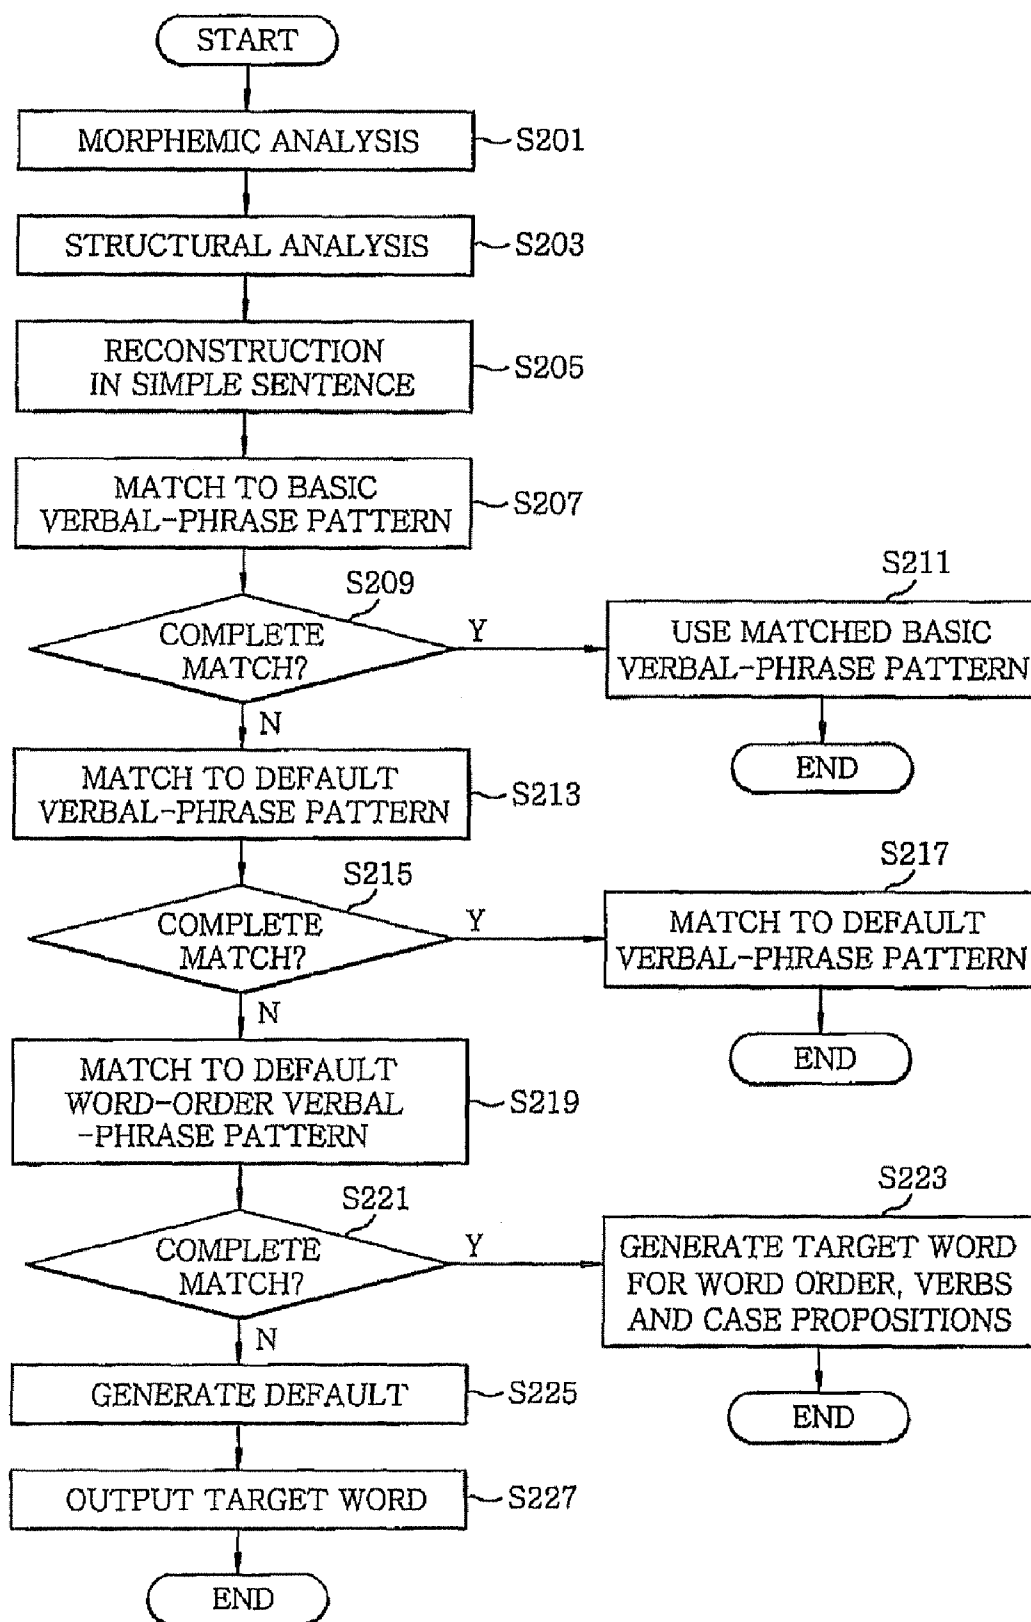 START
MORPHEMIC ANALYSIS
S201
STRUCTURAL ANALYSIS
S203
RECONSTRUCTION
IN SIMPLE SENTENCE
S205
MATCH TO BASIC
VERBAL-PHRASE PATTERN
S207
S209
COMPLETE
MATCH?
Y
N
S211
USE MATCHED BASIC
VERBAL-PHRASE PATTERN
END
MATCH TO DEFAULT
VERBAL-PHRASE PATTERN
S213
S215
COMPLETE
MATCH?
Y
N
S217
MATCH TO DEFAULT
VERBAL-PHRASE PATTERN
END
MATCH TO DEFAULT
WORD-ORDER VERBAL
-PHRASE PATTERN
S219
S221
COMPLETE
MATCH?
Y
N
S223
GENERATE TARGET WORD
FOR WORD ORDER, VERBS
AND CASE PROPOSITIONS
END
GENERATE DEFAULT
S225
OUTPUT TARGET WORD
S227
END